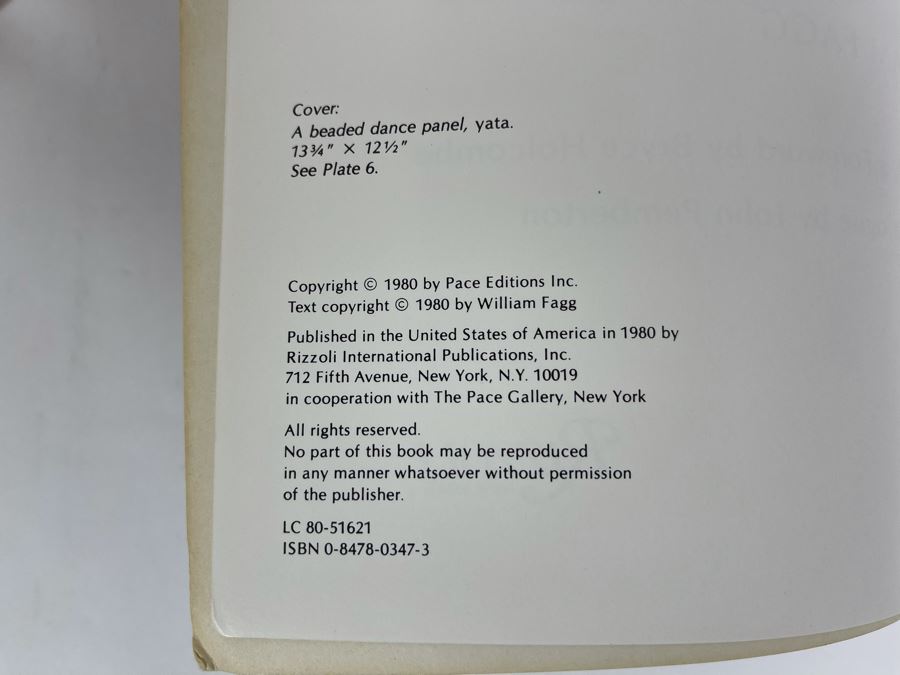 Cover:
A beaded dance panel, yata.
13¾" × 12½"
See Plate 6.
Copyright © 1980 by Pace Editions Inc.
Text copyright © 1980 by William Fagg
Published in the United States of America in 1980 by
Rizzoli International Publications, Inc.
712 Fifth Avenue, New York, N.Y. 10019
in cooperation with The Pace Gallery, New York
All rights reserved.
No part of this book may be reproduced
in any manner whatsoever without permission
of the publisher.
LC 80-51621
ISBN 0-8478-0347-3